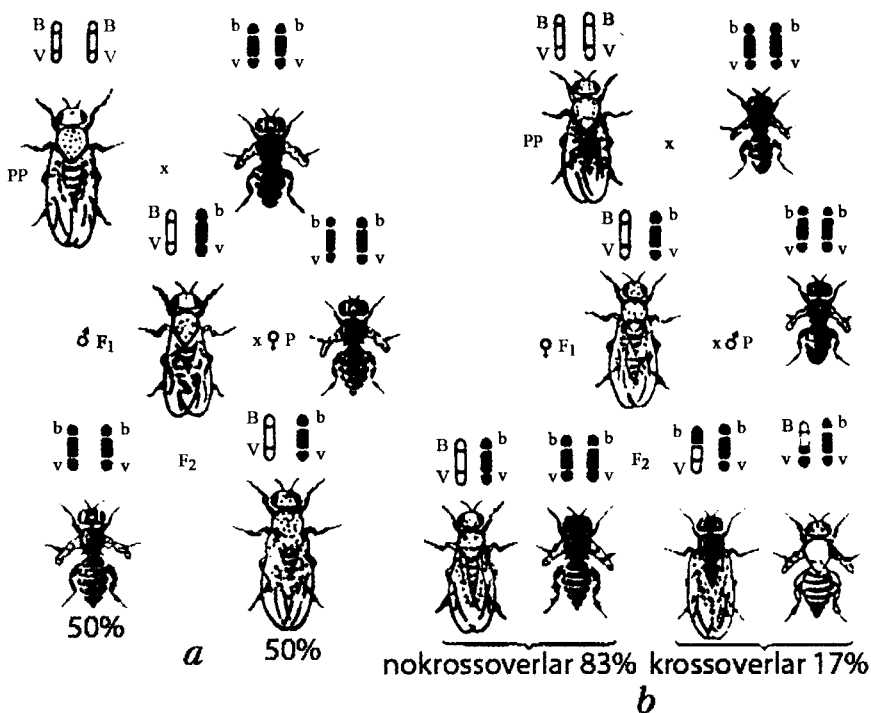 B B b b B B b b
V V v v V V v v
PP x PP x
B b b b B b b b
V v v v V v v v
♂ F₁ x ♀ P ♀ F₁ x ♂ P
b b F₂ B b B b b b F₂ b b B b
v v V v V v v v V v v v
50% 50% nokrossoverlar 83% krossoverlar 17%
a b